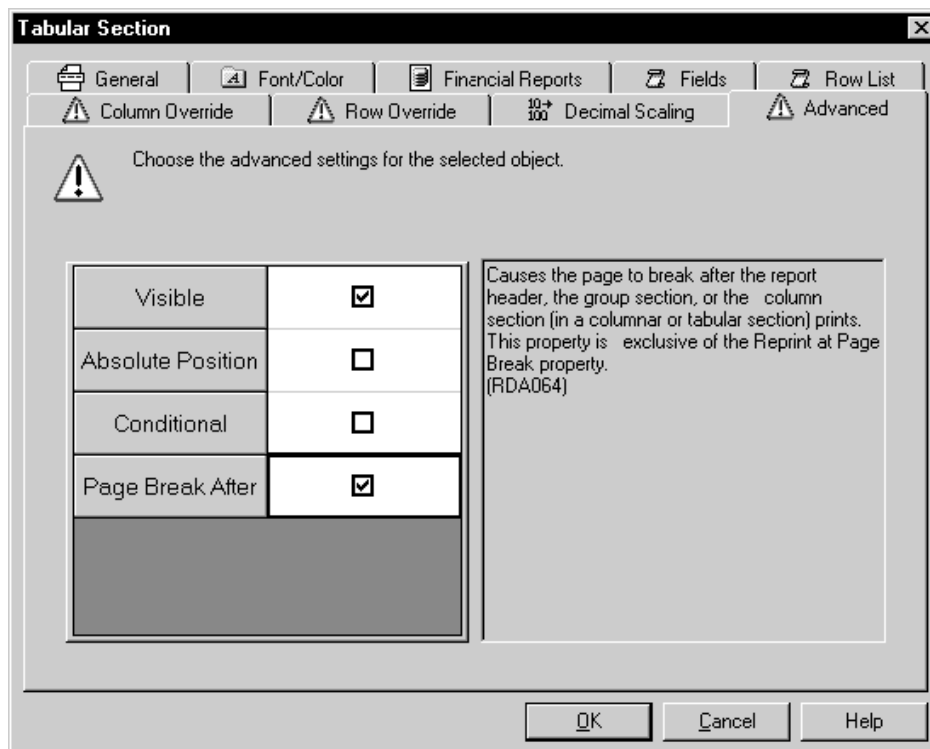 Tabular Section
General
Font/Color
Financial Reports
Fields
Row List
Column Override
Row Override
10→
100
Decimal Scaling
Advanced
Choose the advanced settings for the selected object.
Visible
Absolute Position
Conditional
Page Break After
Causes the page to break after the report
header, the group section, or the column
section (in a columnar or tabular section) prints.
This property is exclusive of the Reprint at Page
Break property.
(RDA064)
OK
Cancel
Help